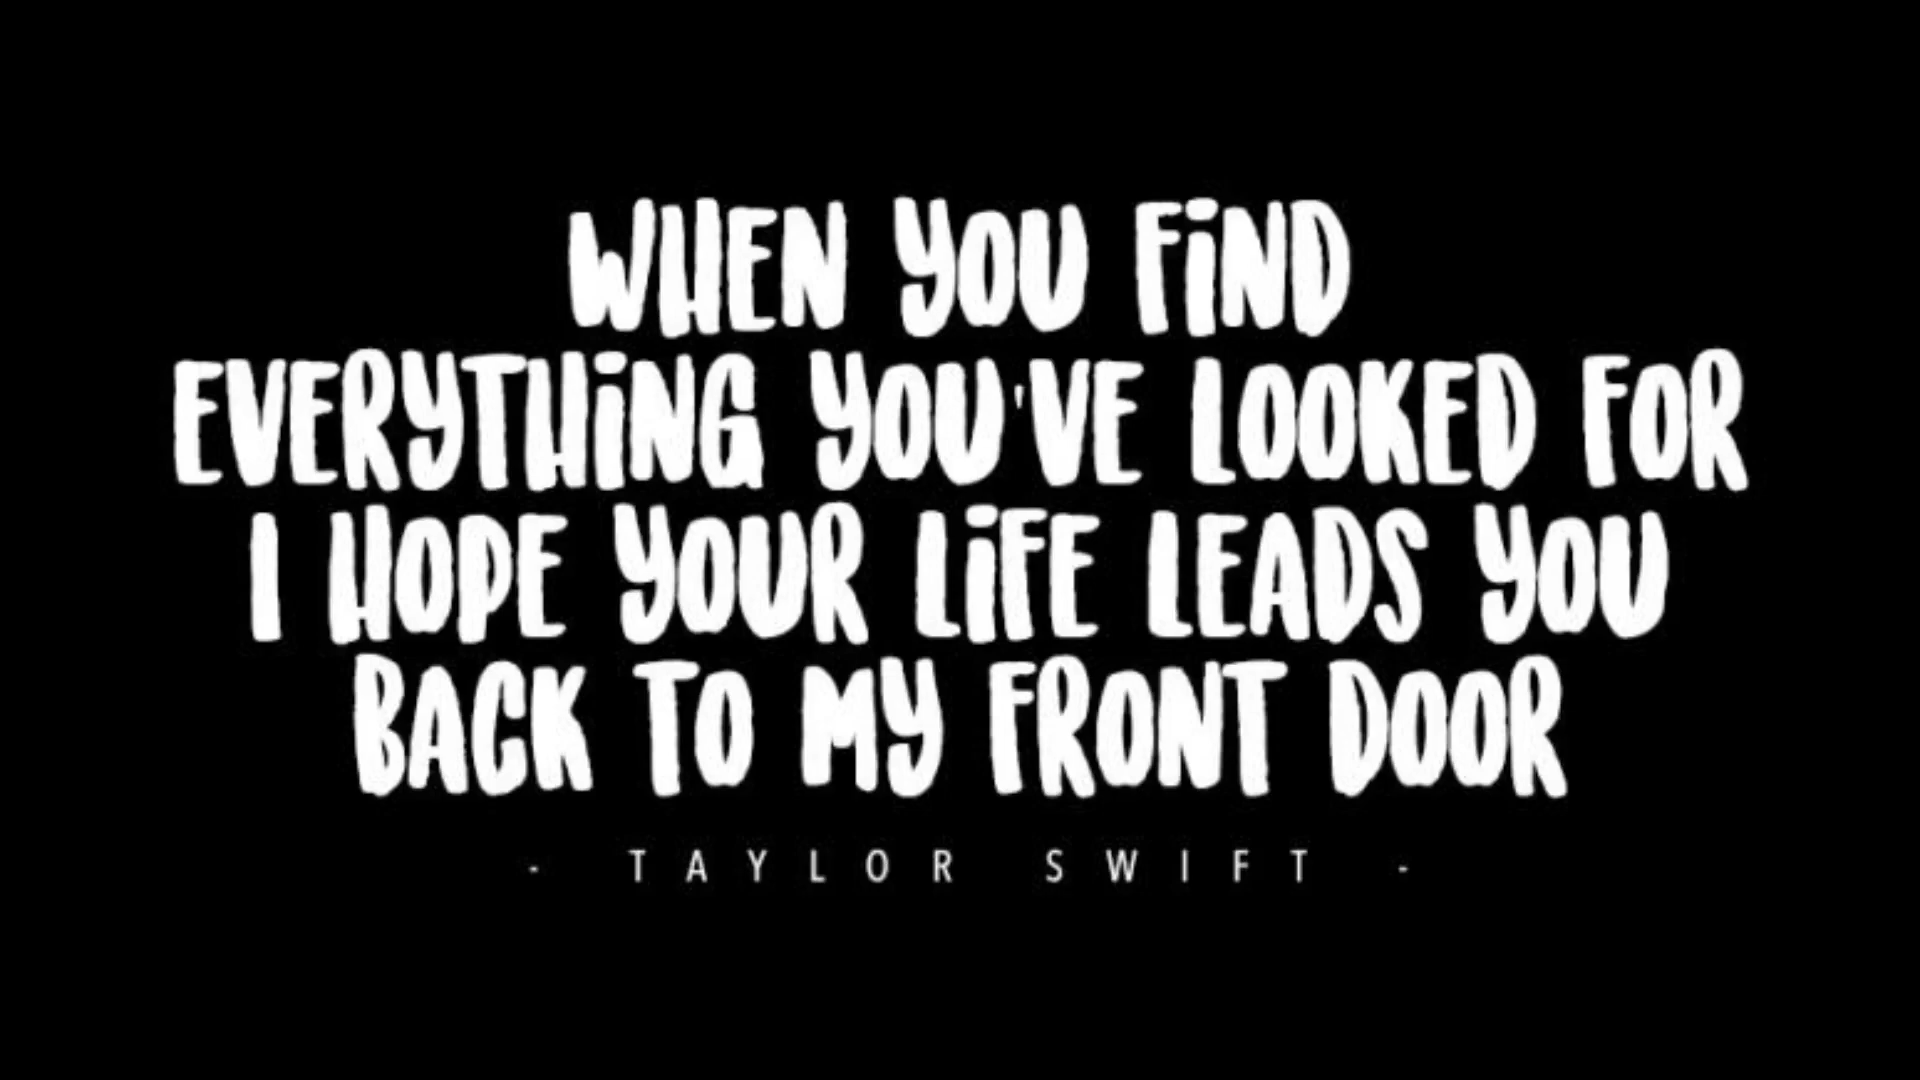 WHEN YOU FiND
EVERYTHiNG YOU'VE LOOKED FOR
I HOPE YOUR LiFE LEADS YOU
BACK TO MY FRONT DOOR
- TAYLOR SWIFT -